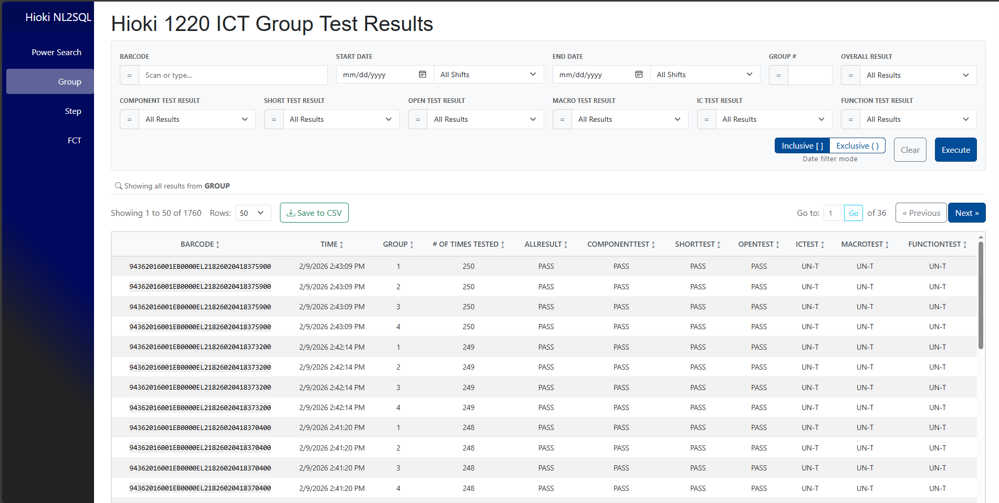 Hioki NL2SQL
Power Search
Group
Step
FCT
Hioki 1220 ICT Group Test Results
BARCODE START DATE END DATE GROUP # OVERALL RESULT
= Scan or type... mm/dd/yyyy All Shifts mm/dd/yyyy All Shifts = = All Results
COMPONENT TEST RESULT SHORT TEST RESULT OPEN TEST RESULT MACRO TEST RESULT IC TEST RESULT FUNCTION TEST RESULT
= All Results = All Results = All Results = All Results = All Results = All Results
Inclusive [ ] Exclusive ( ) Clear Execute
Date filter mode
Showing all results from GROUP
Showing 1 to 50 of 1760 Rows: 50 Save to CSV Go to: 1 Go of 36 « Previous Next »
BARCODE TIME GROUP # OF TIMES TESTED ALLRESULT COMPONENTTEST SHORTTEST OPENTEST ICTEST MACROTEST FUNCTIONTEST
94362016001EB0000EL21826020418375900 2/9/2026 2:43:09 PM 1 250 PASS PASS PASS PASS UN-T UN-T UN-T
94362016001EB0000EL21826020418375900 2/9/2026 2:43:09 PM 2 250 PASS PASS PASS PASS UN-T UN-T UN-T
94362016001EB0000EL21826020418375900 2/9/2026 2:43:09 PM 3 250 PASS PASS PASS PASS UN-T UN-T UN-T
94362016001EB0000EL21826020418375900 2/9/2026 2:43:09 PM 4 250 PASS PASS PASS PASS UN-T UN-T UN-T
94362016001EB0000EL21826020418373200 2/9/2026 2:42:14 PM 1 249 PASS PASS PASS PASS UN-T UN-T UN-T
94362016001EB0000EL21826020418373200 2/9/2026 2:42:14 PM 2 249 PASS PASS PASS PASS UN-T UN-T UN-T
94362016001EB0000EL21826020418373200 2/9/2026 2:42:14 PM 3 249 PASS PASS PASS PASS UN-T UN-T UN-T
94362016001EB0000EL21826020418373200 2/9/2026 2:42:14 PM 4 249 PASS PASS PASS PASS UN-T UN-T UN-T
94362016001EB0000EL21826020418370400 2/9/2026 2:41:20 PM 1 248 PASS PASS PASS PASS UN-T UN-T UN-T
94362016001EB0000EL21826020418370400 2/9/2026 2:41:20 PM 2 248 PASS PASS PASS PASS UN-T UN-T UN-T
94362016001EB0000EL21826020418370400 2/9/2026 2:41:20 PM 3 248 PASS PASS PASS PASS UN-T UN-T UN-T
94362016001EB0000EL21826020418370400 2/9/2026 2:41:20 PM 4 248 PASS PASS PASS PASS UN-T UN-T UN-T